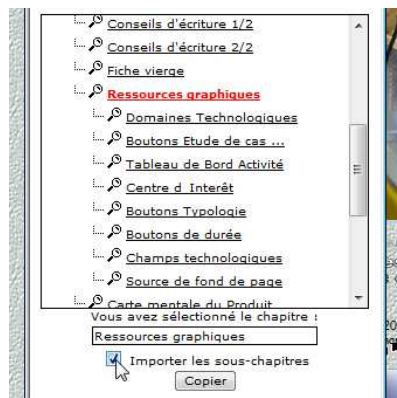 Conseils d'écriture 1/2
Conseils d'écriture 2/2
Fiche vierge
Ressources graphiques
Domaines Technologiques
Boutons Etude de cas ...
Tableau de Bord Activité
Centre d Interêt
Boutons Typologie
Boutons de durée
Champs technologiques
Source de fond de page
Carte mentale du Produit
Vous avez sélectionné le chapitre :
Ressources graphiques
Importer les sous-chapitres
Copier